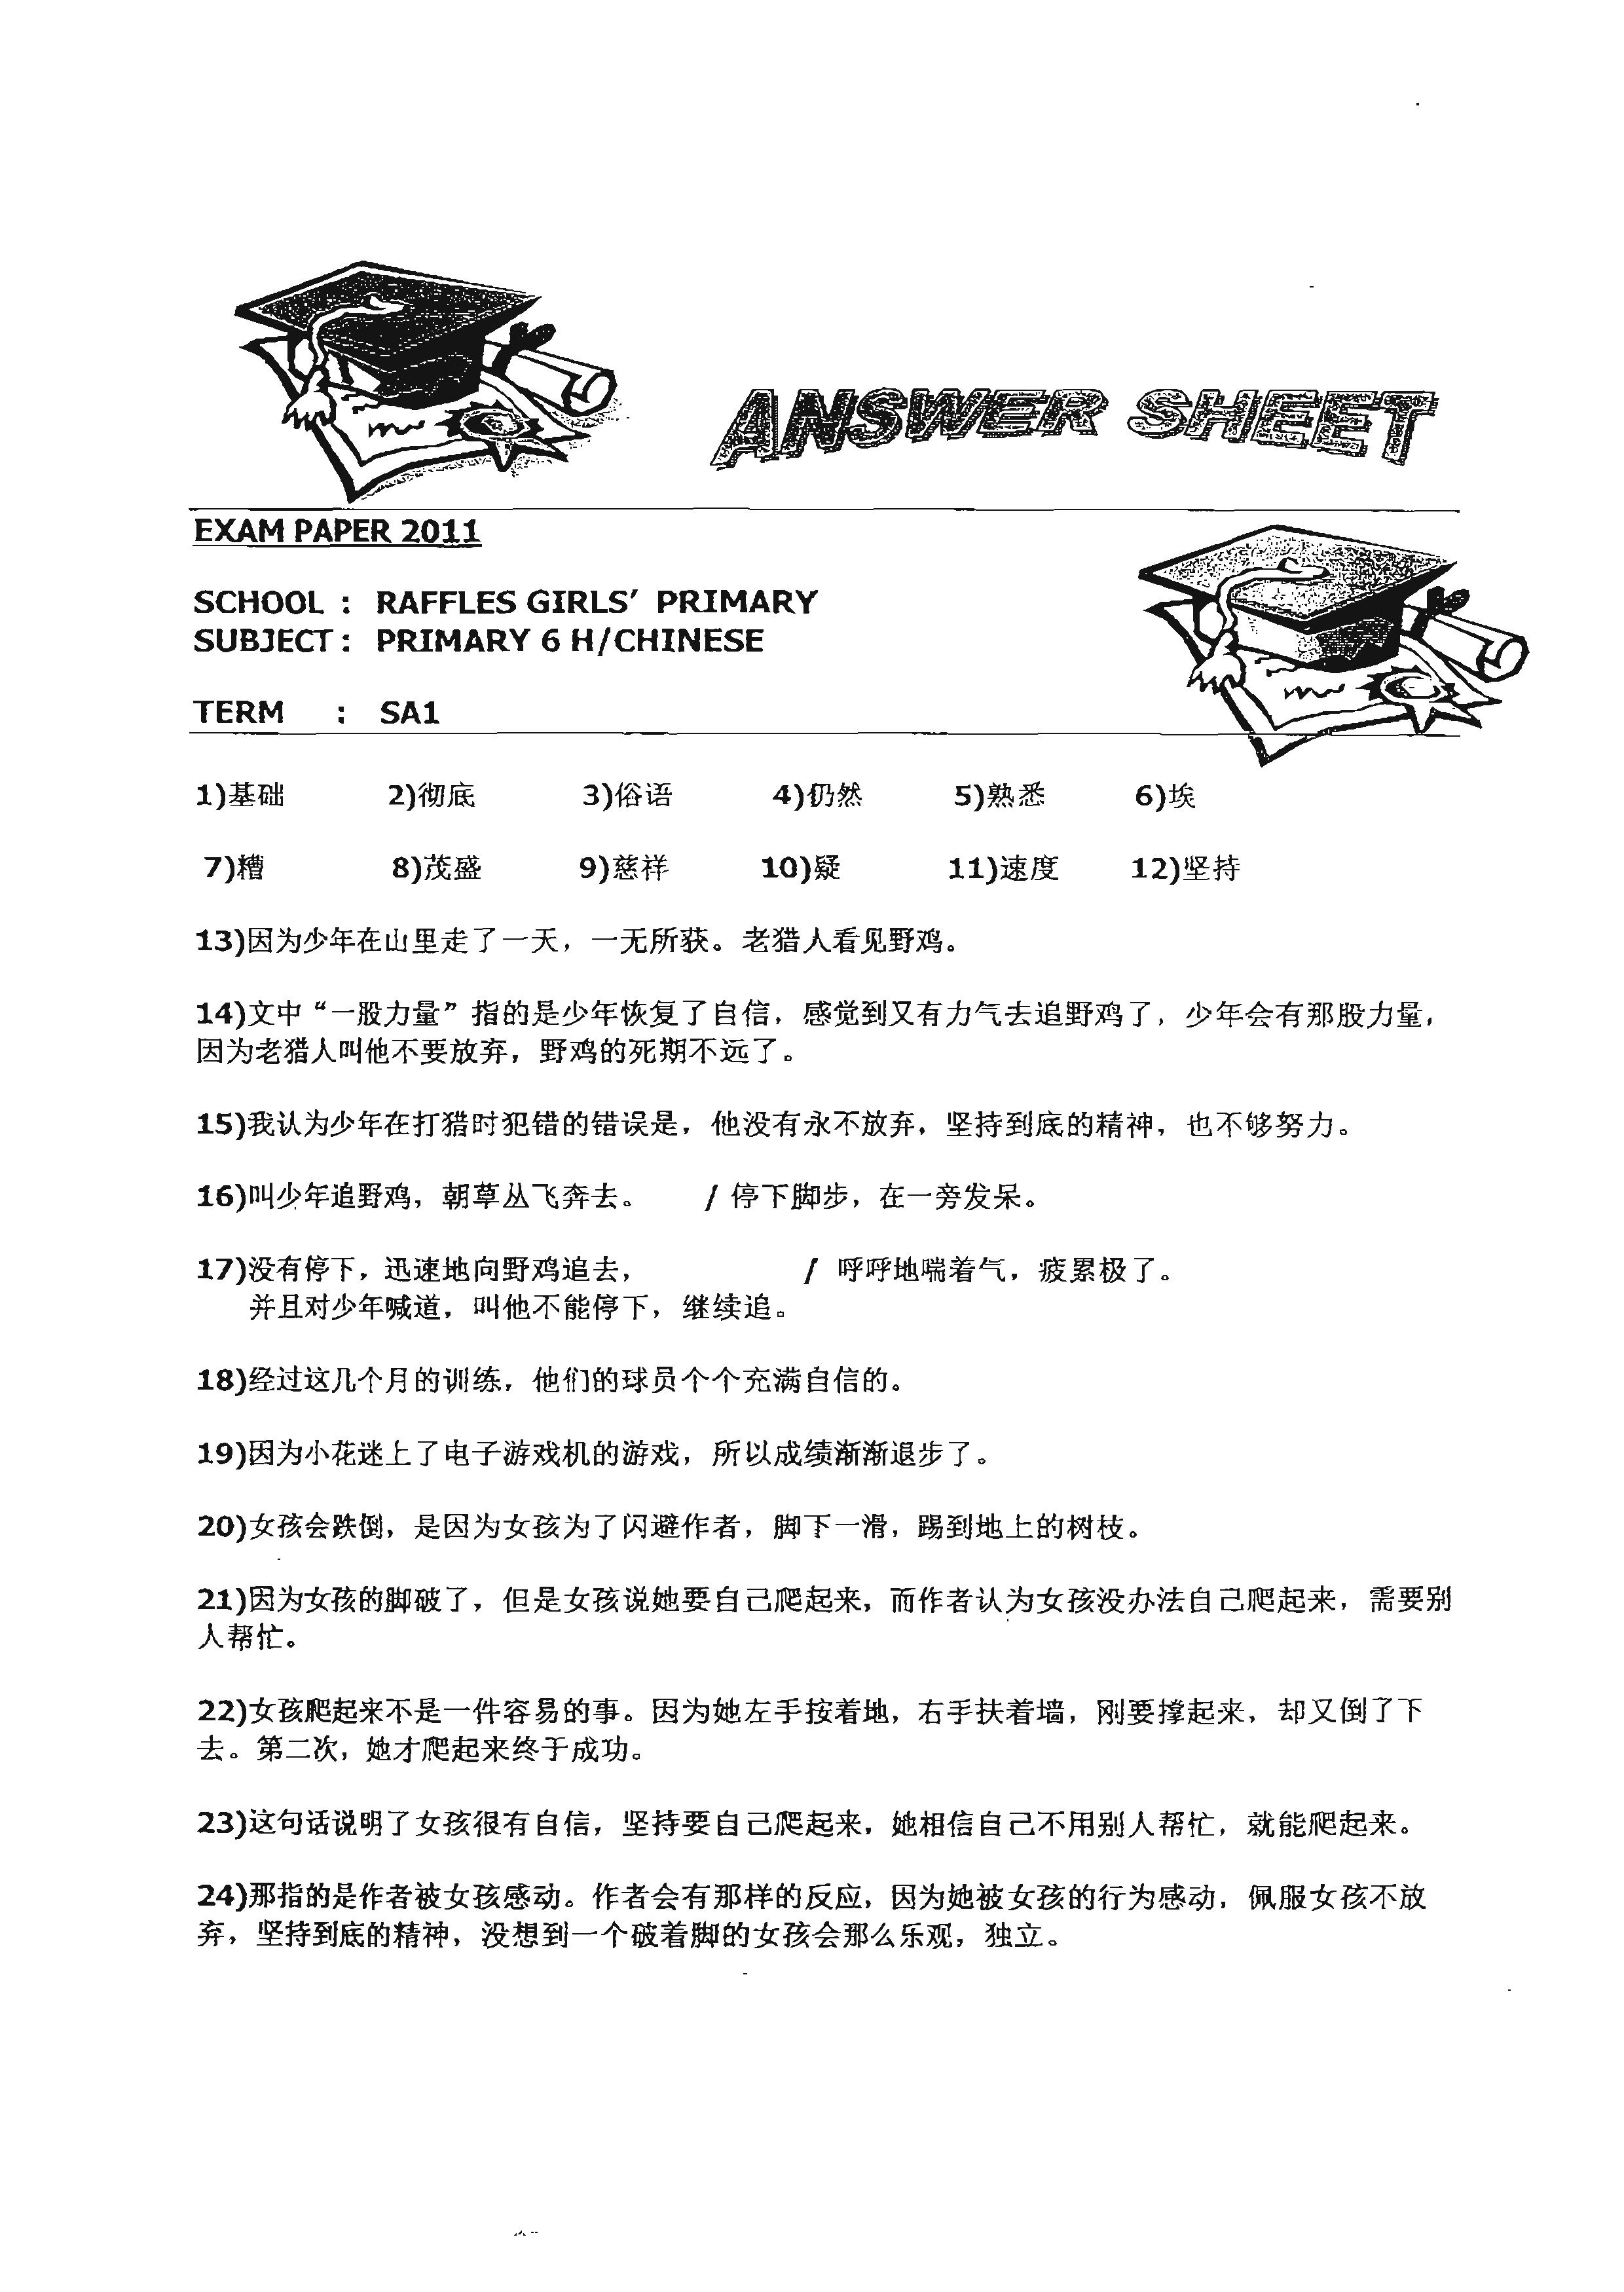 ANSWER SHEET
EXAM PAPER 2011
SCHOOL : RAFFLES GIRLS' PRIMARY
SUBJECT : PRIMARY 6 H/CHINESE
TERM : SA1
1)基础 2)彻底 3)俗语 4)仍然 5)熟悉 6)埃
7)糟 8)茂盛 9)慈祥 10)疑 11)速度 12)坚持
13)因为少年在山里走了一天，一无所获。老猎人看见野鸡。
14)文中“一股力量”指的是少年恢复了自信，感觉到又有力气去追野鸡了，少年会有那股力量，
因为老猎人叫他不要放弃，野鸡的死期不远了。
15)我认为少年在打猎时犯错的错误是，他没有永不放弃，坚持到底的精神，也不够努力。
16)叫少年追野鸡，朝草丛飞奔去。 / 停下脚步，在一旁发呆。
17)没有停下，迅速地向野鸡追去， / 呼呼地喘着气，疲累极了。
并且对少年喊道，叫他不能停下，继续追。
18)经过这几个月的训练，他们的球员个个充满自信的。
19)因为小花迷上了电子游戏机的游戏，所以成绩渐渐退步了。
20)女孩会跌倒，是因为女孩为了闪避作者，脚下一滑，踢到地上的树枝。
21)因为女孩的脚破了，但是女孩说她要自己爬起来，而作者认为女孩没办法自己爬起来，需要别
人帮忙。
22)女孩爬起来不是一件容易的事。因为她左手按着地，右手扶着墙，刚要撑起来，却又倒了下
去。第二次，她才爬起来终于成功。
23)这句话说明了女孩很有自信，坚持要自己爬起来，她相信自己不用别人帮忙，就能爬起来。
24)那指的是作者被女孩感动。作者会有那样的反应，因为她被女孩的行为感动，佩服女孩不放
弃，坚持到底的精神，没想到一个破着脚的女孩会那么乐观，独立。